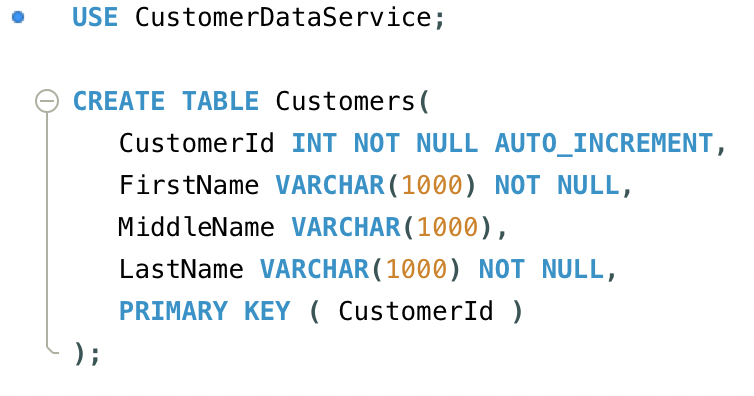 USE CustomerDataService;
CREATE TABLE Customers(
CustomerId INT NOT NULL AUTO_INCREMENT,
FirstName VARCHAR(1000) NOT NULL,
MiddleName VARCHAR(1000),
LastName VARCHAR(1000) NOT NULL,
PRIMARY KEY ( CustomerId )
);